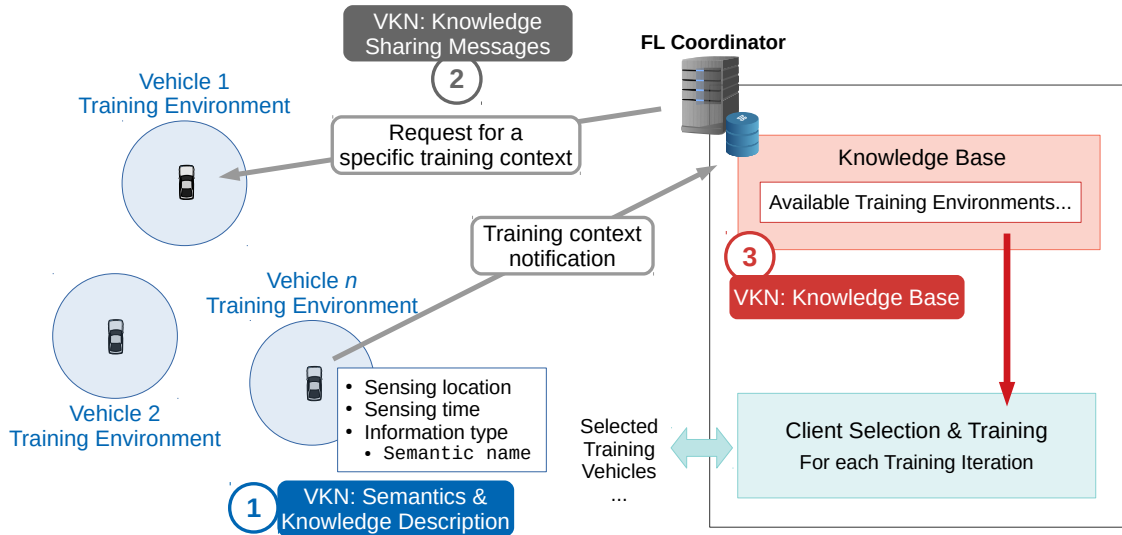 VKN: Knowledge
Sharing Messages
2
FL Coordinator
Vehicle 1
Training Environment
Request for a
specific training context
Knowledge Base
Available Training Environments...
Training context
notification
3
VKN: Knowledge Base
Vehicle n
Training Environment
Sensing location
Sensing time
Information type
Semantic name
Vehicle 2
Training Environment
Selected
Training
Vehicles
...
Client Selection & Training
For each Training Iteration
1
VKN: Semantics &
Knowledge Description